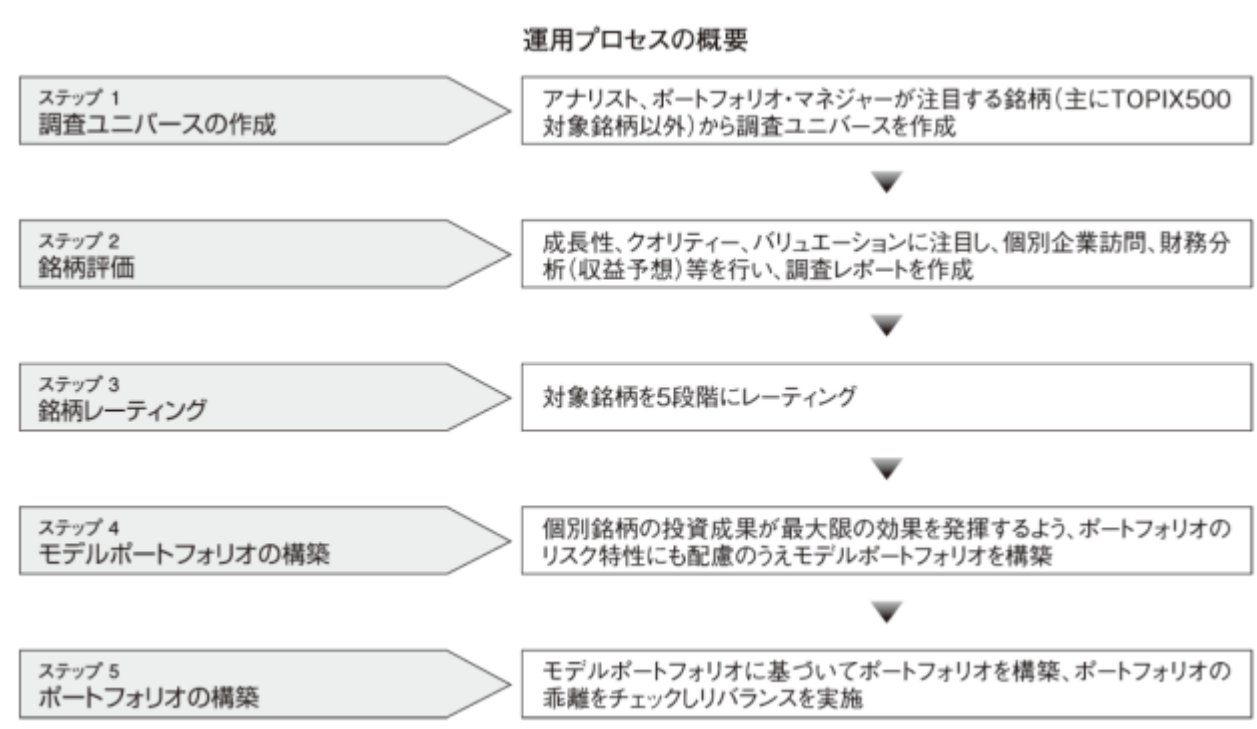 運用プロセスの概要
ステップ 1
調査ユニバースの作成
アナリスト、ポートフォリオ・マネジャーが注目する銘柄(主にTOPIX500
対象銘柄以外)から調査ユニバースを作成
ステップ 2
銘柄評価
成長性、クオリティー、バリュエーションに注目し、個別企業訪問、財務分
析(収益予想)等を行い、調査レポートを作成
ステップ 3
銘柄レーティング
対象銘柄を5段階にレーティング
ステップ 4
モデルポートフォリオの構築
個別銘柄の投資成果が最大限の効果を発揮するよう、ポートフォリオの
リスク特性にも配慮のうえモデルポートフォリオを構築
ステップ 5
ポートフォリオの構築
モデルポートフォリオに基づいてポートフォリオを構築、ポートフォリオの
乖離をチェックしリバランスを実施